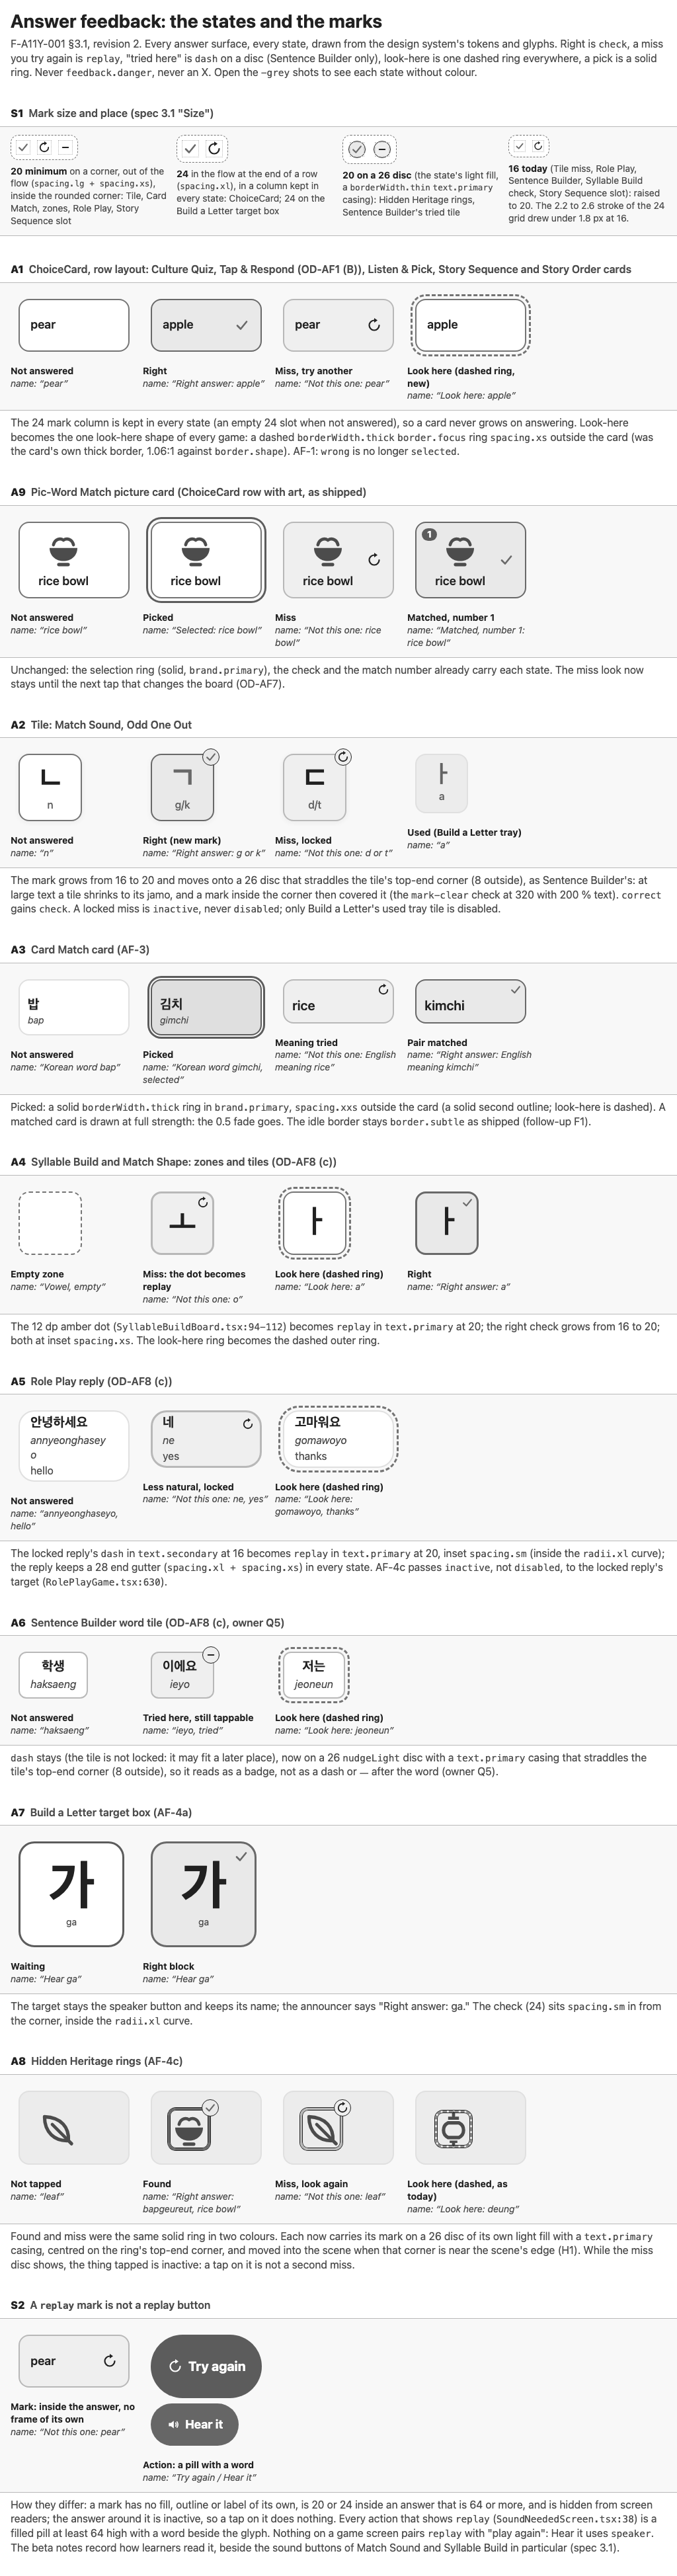 Answer feedback: the states and the marks
F-A11Y-001 §3.1, revision 2. Every answer surface, every state, drawn from the design system's tokens and glyphs. Right is check, a miss
you try again is replay, "tried here" is dash on a disc (Sentence Builder only), look-here is one dashed ring everywhere, a pick is a solid
ring. Never feedback.danger, never an X. Open the -grey shots to see each state without colour.
S1 Mark size and place (spec 3.1 "Size")
20 minimum on a corner, out of the
flow (spacing.lg + spacing.xs),
inside the rounded corner: Tile, Card
Match, zones, Role Play, Story
Sequence slot
24 in the flow at the end of a row
(spacing.xl), in a column kept in
every state: ChoiceCard; 24 on the
Build a Letter target box
20 on a 26 disc (the state's light fill,
a borderWidth.thin text.primary
casing): Hidden Heritage rings,
Sentence Builder's tried tile
16 today (Tile miss, Role Play,
Sentence Builder, Syllable Build
check, Story Sequence slot): raised
to 20. The 2.2 to 2.6 stroke of the 24
grid drew under 1.8 px at 16.
A1 ChoiceCard, row layout: Culture Quiz, Tap & Respond (OD-AF1 (B)), Listen & Pick, Story Sequence and Story Order cards
pear
apple
pear
apple
Not answered
name: “pear”
Right
name: “Right answer: apple”
Miss, try another
name: “Not this one: pear”
Look here (dashed ring,
new)
name: “Look here: apple”
The 24 mark column is kept in every state (an empty 24 slot when not answered), so a card never grows on answering. Look-here
becomes the one look-here shape of every game: a dashed borderWidth.thick border.focus ring spacing.xs outside the card (was
the card's own thick border, 1.06:1 against border.shape). AF-1: wrong is no longer selected.
A9 Pic-Word Match picture card (ChoiceCard row with art, as shipped)
rice bowl
rice bowl
rice bowl
1
rice bowl
Not answered
name: “rice bowl”
Picked
name: “Selected: rice bowl”
Miss
name: “Not this one: rice
bowl”
Matched, number 1
name: “Matched, number 1:
rice bowl”
Unchanged: the selection ring (solid, brand.primary), the check and the match number already carry each state. The miss look now
stays until the next tap that changes the board (OD-AF7).
A2 Tile: Match Sound, Odd One Out
ㄴ
n
ㄱ
g/k
ㄷ
d/t
ㅏ
a
Not answered
name: “n”
Right (new mark)
name: “Right answer: g or k”
Miss, locked
name: “Not this one: d or t”
Used (Build a Letter tray)
name: “a”
The mark grows from 16 to 20 and moves onto a 26 disc that straddles the tile's top-end corner (8 outside), as Sentence Builder's: at
large text a tile shrinks to its jamo, and a mark inside the corner then covered it (the mark-clear check at 320 with 200 % text). correct
gains check. A locked miss is inactive, never disabled; only Build a Letter's used tray tile is disabled.
A3 Card Match card (AF-3)
밥
bap
김치
gimchi
rice
kimchi
Not answered
name: “Korean word bap”
Picked
name: “Korean word gimchi,
selected”
Meaning tried
name: “Not this one: English
meaning rice”
Pair matched
name: “Right answer: English
meaning kimchi”
Picked: a solid borderWidth.thick ring in brand.primary, spacing.xxs outside the card (a solid second outline; look-here is dashed). A
matched card is drawn at full strength: the 0.5 fade goes. The idle border stays border.subtle as shipped (follow-up F1).
A4 Syllable Build and Match Shape: zones and tiles (OD-AF8 (c))
ㅗ
ㅏ
ㅏ
Empty zone
name: “Vowel, empty”
Miss: the dot becomes
replay
name: “Not this one: o”
Look here (dashed ring)
name: “Look here: a”
Right
name: “Right answer: a”
The 12 dp amber dot (SyllableBuildBoard.tsx:94-112) becomes replay in text.primary at 20; the right check grows from 16 to 20;
both at inset spacing.xs. The look-here ring becomes the dashed outer ring.
A5 Role Play reply (OD-AF8 (c))
안녕하세요
annyeonghasey
o
hello
네
ne
yes
고마워요
gomawoyo
thanks
Not answered
name: “annyeonghaseyo,
hello”
Less natural, locked
name: “Not this one: ne, yes”
Look here (dashed ring)
name: “Look here:
gomawoyo, thanks”
The locked reply's dash in text.secondary at 16 becomes replay in text.primary at 20, inset spacing.sm (inside the radii.xl curve);
the reply keeps a 28 end gutter (spacing.xl + spacing.xs) in every state. AF-4c passes inactive, not disabled, to the locked reply's
target (RolePlayGame.tsx:630).
A6 Sentence Builder word tile (OD-AF8 (c), owner Q5)
학생
haksaeng
이에요
ieyo
저는
jeoneun
Not answered
name: “haksaeng”
Tried here, still tappable
name: “ieyo, tried”
Look here (dashed ring)
name: “Look here: jeoneun”
dash stays (the tile is not locked: it may fit a later place), now on a 26 nudgeLight disc with a text.primary casing that straddles the
tile's top-end corner (8 outside), so it reads as a badge, not as a dash or — after the word (owner Q5).
A7 Build a Letter target box (AF-4a)
가
ga
가
ga
Waiting
name: “Hear ga”
Right block
name: “Hear ga”
The target stays the speaker button and keeps its name; the announcer says "Right answer: ga." The check (24) sits spacing.sm in from
the corner, inside the radii.xl curve.
A8 Hidden Heritage rings (AF-4c)
Not tapped
name: “leaf”
Found
name: “Right answer:
bapgeureut, rice bowl”
Miss, look again
name: “Not this one: leaf”
Look here (dashed, as
today)
name: “Look here: deung”
Found and miss were the same solid ring in two colours. Each now carries its mark on a 26 disc of its own light fill with a text.primary
casing, centred on the ring's top-end corner, and moved into the scene when that corner is near the scene's edge (H1). While the miss
disc shows, the thing tapped is inactive: a tap on it is not a second miss.
S2 A replay mark is not a replay button
pear
Try again
Hear it
Mark: inside the answer, no
frame of its own
name: “Not this one: pear”
Action: a pill with a word
name: “Try again / Hear it”
How they differ: a mark has no fill, outline or label of its own, is 20 or 24 inside an answer that is 64 or more, and is hidden from screen
readers; the answer around it is inactive, so a tap on it does nothing. Every action that shows replay (SoundNeededScreen.tsx:38) is a
filled pill at least 64 high with a word beside the glyph. Nothing on a game screen pairs replay with "play again": Hear it uses speaker.
The beta notes record how learners read it, beside the sound buttons of Match Sound and Syllable Build in particular (spec 3.1).